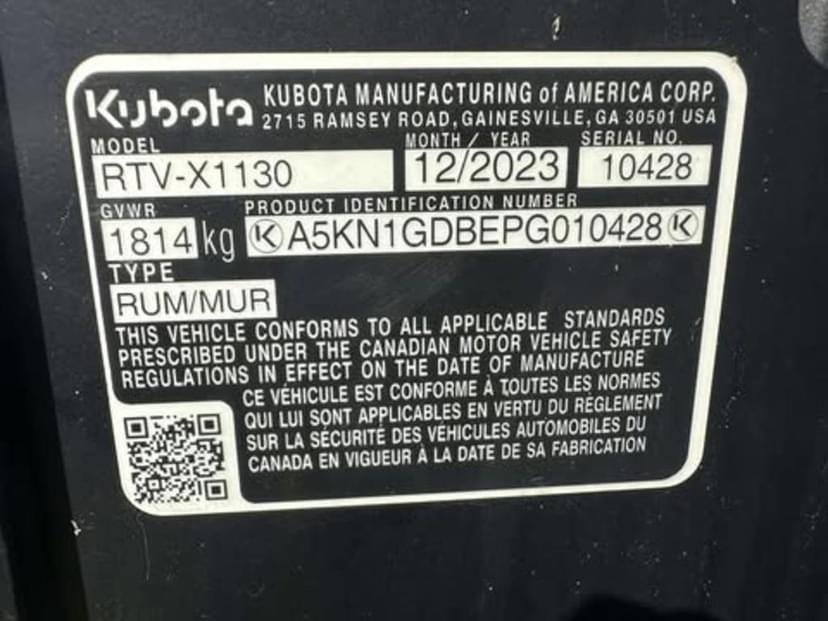 Kubota KUBOTA MANUFACTURING of AMERICA CORP.
2715 RAMSEY ROAD, GAINESVILLE, GA 30501 USA
MODEL MONTH / YEAR SERIAL NO.
RTV-X1130 12/2023 10428
GVWR PRODUCT IDENTIFICATION NUMBER
1814 kg K A5KN1GDBEPG010428 K
TYPE
RUM/MUR
THIS VEHICLE CONFORMS TO ALL APPLICABLE STANDARDS
PRESCRIBED UNDER THE CANADIAN MOTOR VEHICLE SAFETY
REGULATIONS IN EFFECT ON THE DATE OF MANUFACTURE
CE VÉHICULE EST CONFORME À TOUTES LES NORMES
QUI LUI SONT APPLICABLES EN VERTU DU RÈGLEMENT
SUR LA SÉCURITÉ DES VÉHICULES AUTOMOBILES DU
CANADA EN VIGUEUR À LA DATE DE SA FABRICATION